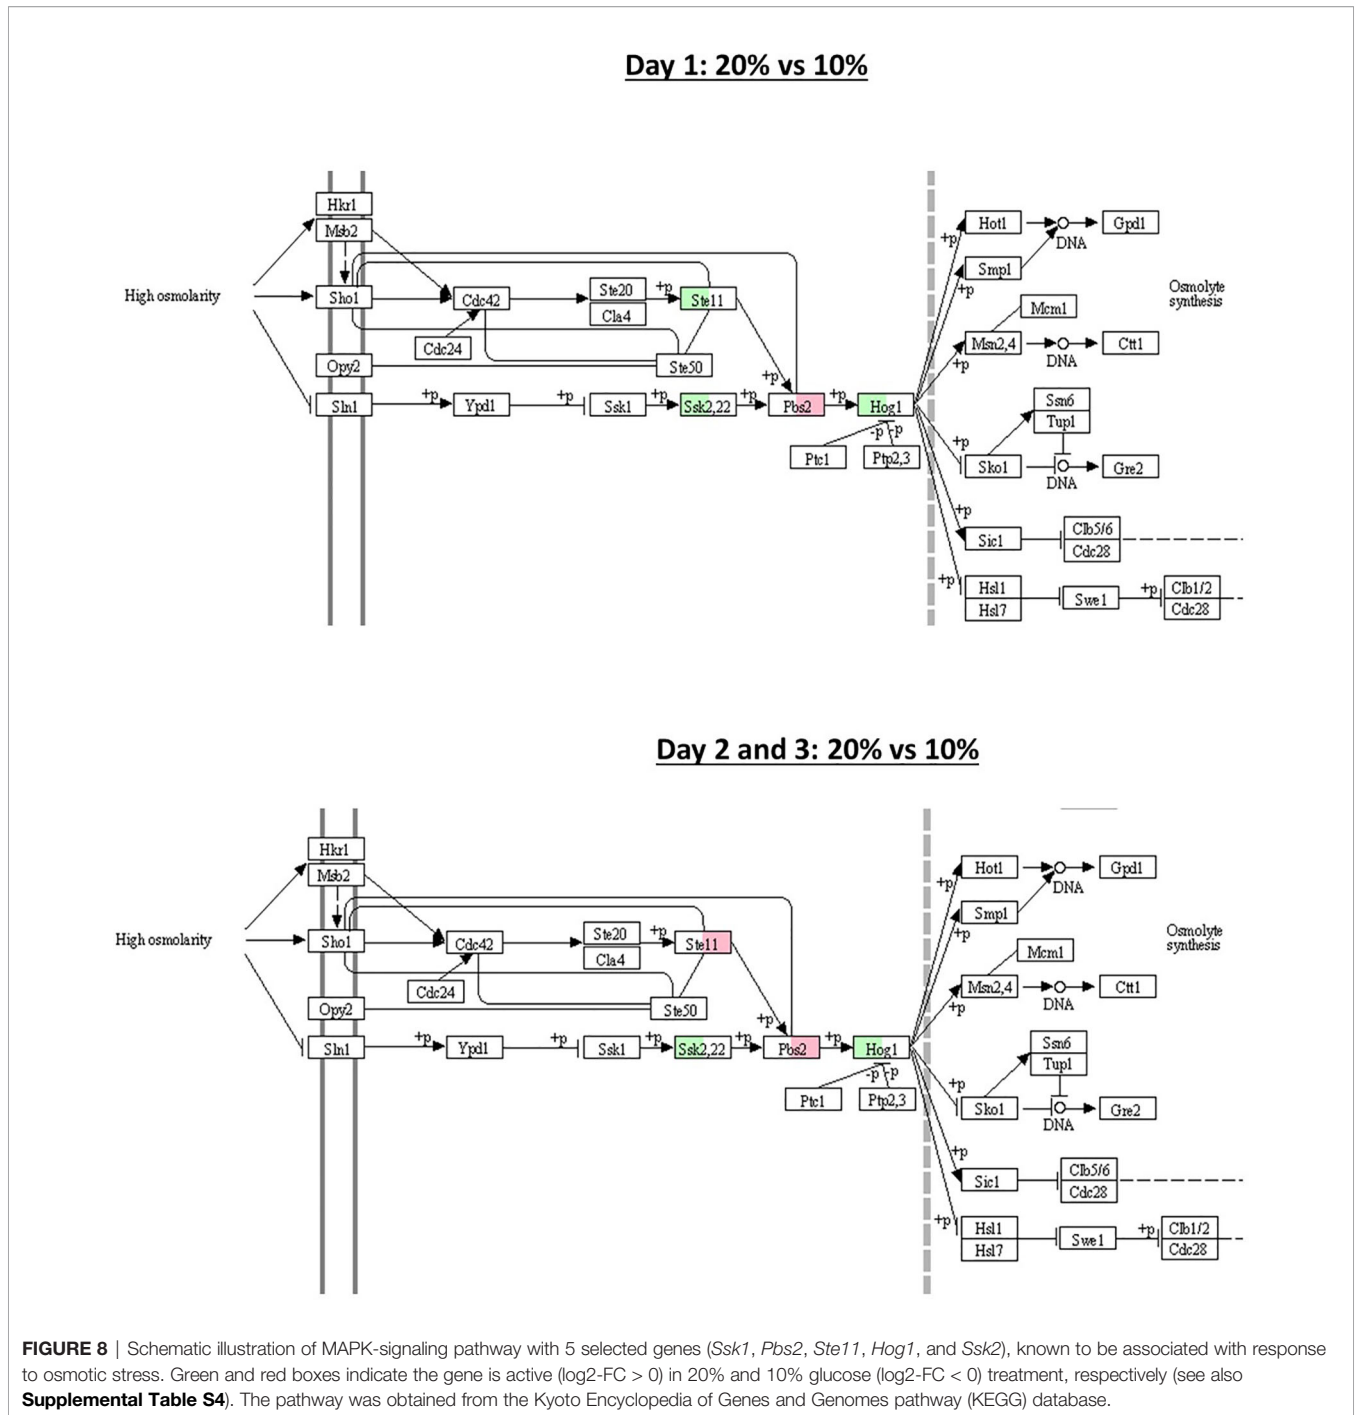 Day 1: 20% vs 10%
Hkr1
Msb2
High osmolarity
Sho1
Cdc42
Ste20
Cla4
+p
Ste11
Cdc24
Opy2
Ste50
Sln1
+p
Ypd1
+p
Ssk1
+p
Ssk2,22
+p
+p
Pbs2
+p
Hog1
-p
-p
Ptc1
Ptp2,3
+p
Hot1
DNA
Gpd1
+p
Smp1
Osmolyte
synthesis
Mcm1
+p
Msn2,4
DNA
Ctt1
Ssn6
Tup1
+p
Sko1
DNA
Gre2
+p
Sic1
Clb5/6
Cdc28
+p
Hsl1
Hsl7
Swe1
+p
Clb1/2
Cdc28
Day 2 and 3: 20% vs 10%
Hkr1
Msb2
High osmolarity
Sho1
Cdc42
Ste20
Cla4
+p
Ste11
Cdc24
Opy2
Ste50
Sln1
+p
Ypd1
+p
Ssk1
+p
Ssk2,22
+p
+p
Pbs2
+p
Hog1
-p
-p
Ptc1
Ptp2,3
+p
Hot1
DNA
Gpd1
+p
Smp1
Osmolyte
synthesis
Mcm1
+p
Msn2,4
DNA
Ctt1
Ssn6
Tup1
+p
Sko1
DNA
Gre2
+p
Sic1
Clb5/6
Cdc28
+p
Hsl1
Hsl7
Swe1
+p
Clb1/2
Cdc28
FIGURE 8 | Schematic illustration of MAPK-signaling pathway with 5 selected genes (Ssk1, Pbs2, Ste11, Hog1, and Ssk2), known to be associated with response
to osmotic stress. Green and red boxes indicate the gene is active (log2-FC > 0) in 20% and 10% glucose (log2-FC < 0) treatment, respectively (see also
Supplemental Table S4). The pathway was obtained from the Kyoto Encyclopedia of Genes and Genomes pathway (KEGG) database.